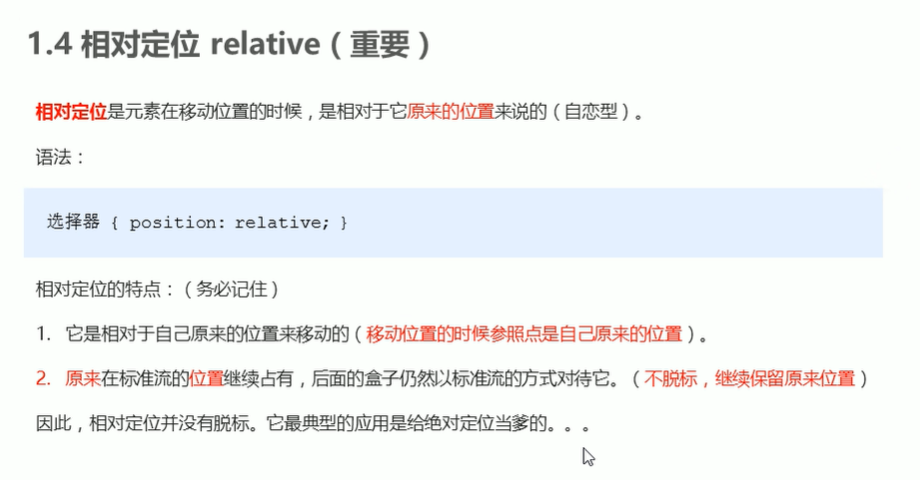 1.4 相对定位 relative（重要）
相对定位是元素在移动位置的时候，是相对于它原来的位置来说的（自恋型）。
语法：
选择器 { position: relative; }
相对定位的特点：（务必记住）
1. 它是相对于自己原来的位置来移动的（移动位置的时候参照点是自己原来的位置）。
2. 原来在标准流的位置继续占有，后面的盒子仍然以标准流的方式对待它。（不脱标，继续保留原来位置）
因此，相对定位并没有脱标。它最典型的应用是给绝对定位当爹的。。。